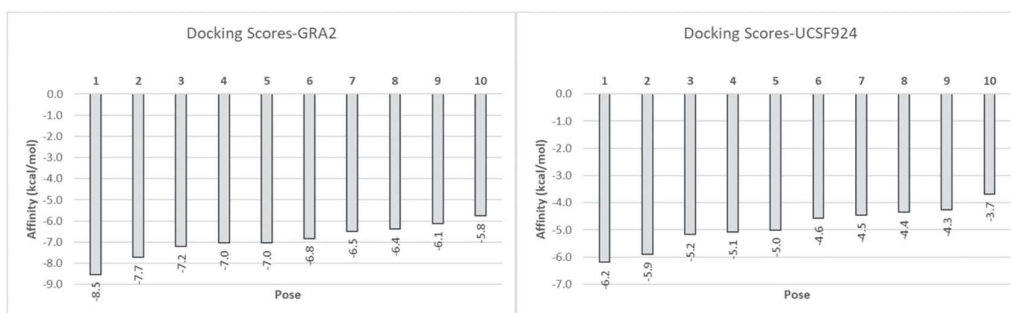 Docking Scores-GRA2
1 2 3 4 5 6 7 8 9 10
0.0
-1.0
-2.0
-3.0
-4.0
-5.0
-6.0
-7.0
-8.0
-9.0
Affinity (kcal/mol)
-8.5 -7.7 -7.2 -7.0 -7.0 -6.8 -6.5 -6.4 -6.1 -5.8
Pose
Docking Scores-UCSF924
1 2 3 4 5 6 7 8 9 10
0.0
-1.0
-2.0
-3.0
-4.0
-5.0
-6.0
-7.0
Affinity (kcal/mol)
-6.2 -5.9 -5.2 -5.1 -5.0 -4.6 -4.5 -4.4 -4.3 -3.7
Pose